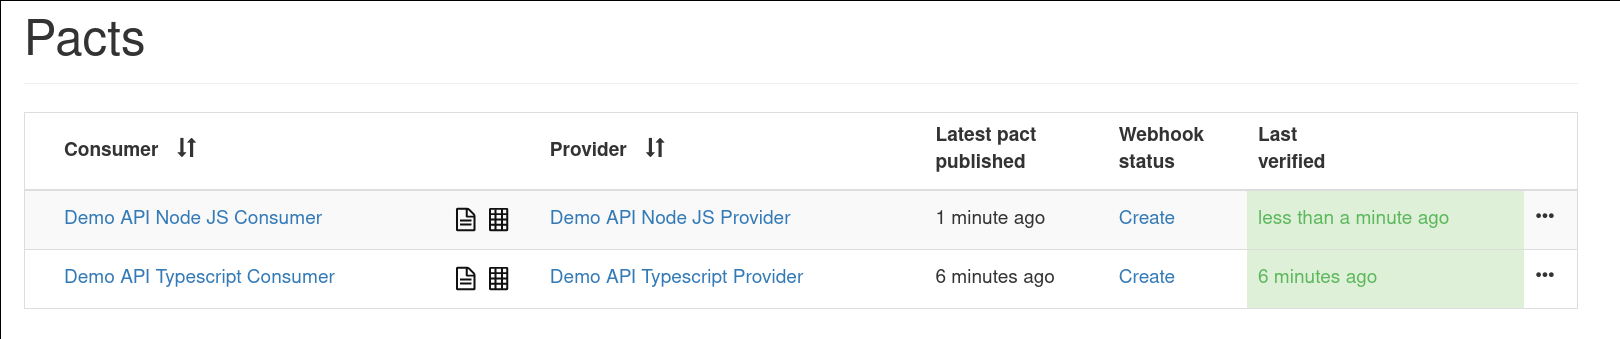 Pacts
Consumer Provider Latest pact published Webhook status Last verified
Demo API Node JS Consumer Demo API Node JS Provider 1 minute ago Create less than a minute ago •••
Demo API Typescript Consumer Demo API Typescript Provider 6 minutes ago Create 6 minutes ago •••